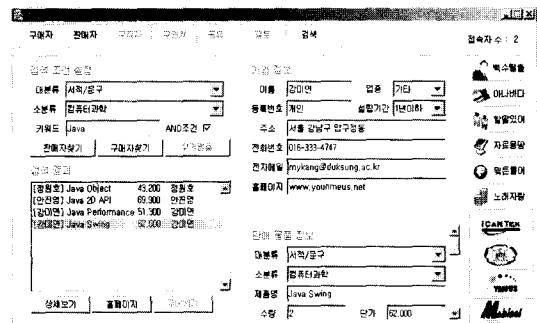 구매자 판매자 검색
접속자 수 : 2
검색 조건 설정
대분류 서적/문구
소분류 컴퓨터과학
키워드 Java AND조건
판매자찾기 구매자찾기
검색 결과
[정원호] Java Object 43,200 정원호
[안진영] Java 2D API 69,900 안진영
[강미연] Java Performance 51,900 강미연
[강미연] Java Swing 62,000 강미연
상세보기 홈페이지
기업 정보
이름 강미연 업종 기타
등록번호 개인 설립기간 1년이하
주소 서울 강남구 압구정동
전화번호 016-333-4747
전자메일 mykang@duksung.ac.kr
홈페이지 www.younmeus.net
판매 물품 정보
대분류 서적/문구
소분류 컴퓨터과학
제품명 Java Swing
수량 2 단가 62,000
백수탈출
아나바다
할말있어
자료몽땅
먹튼물어
노래자랑
ICANTEK